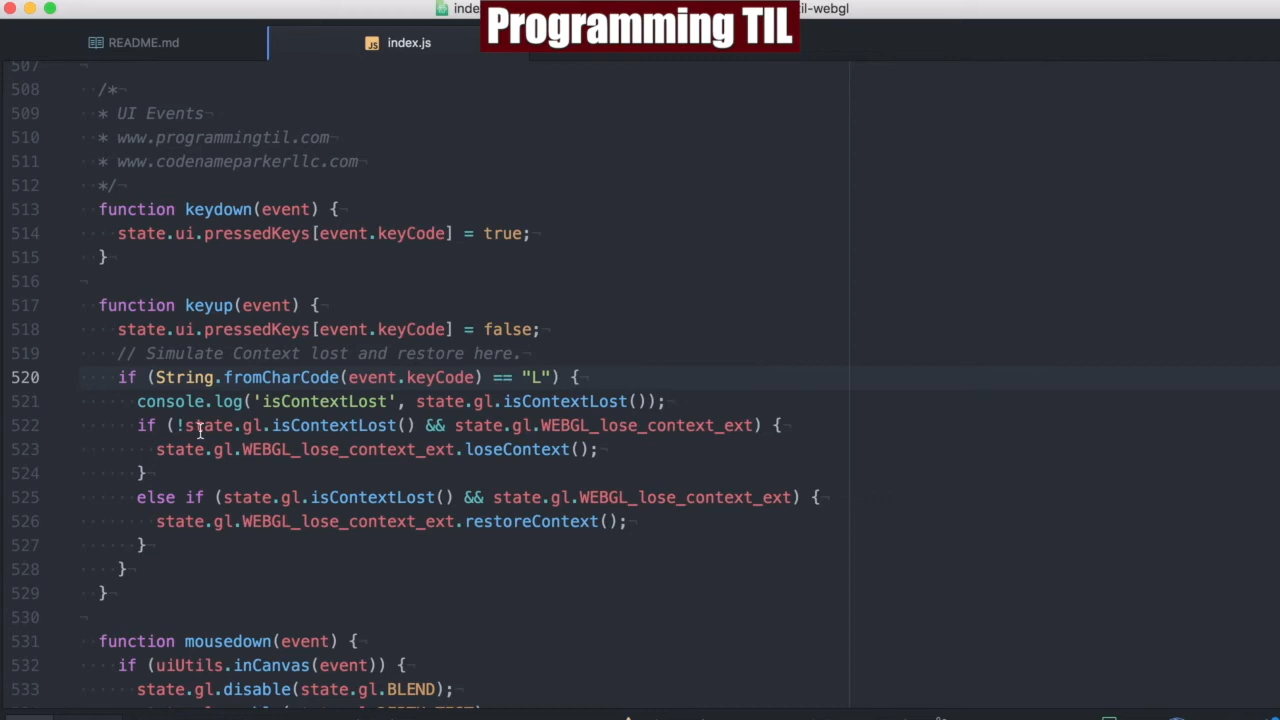 inde
til-webgl
Programming TIL
README.md
JS index.js
507
508 /*
509 * UI Events
510 * www.programmingtil.com
511 * www.codenameparkerllc.com
512 */
513 function keydown(event) {
514 state.ui.pressedKeys[event.keyCode] = true;
515 }
516
517 function keyup(event) {
518 state.ui.pressedKeys[event.keyCode] = false;
519 // Simulate Context lost and restore here.
520 if (String.fromCharCode(event.keyCode) == "L") {
521 console.log('isContextLost', state.gl.isContextLost());
522 if (!state.gl.isContextLost() && state.gl.WEBGL_lose_context_ext) {
523 state.gl.WEBGL_lose_context_ext.loseContext();
524 }
525 else if (state.gl.isContextLost() && state.gl.WEBGL_lose_context_ext) {
526 state.gl.WEBGL_lose_context_ext.restoreContext();
527 }
528 }
529 }
530
531 function mousedown(event) {
532 if (uiUtils.inCanvas(event)) {
533 state.gl.disable(state.gl.BLEND);